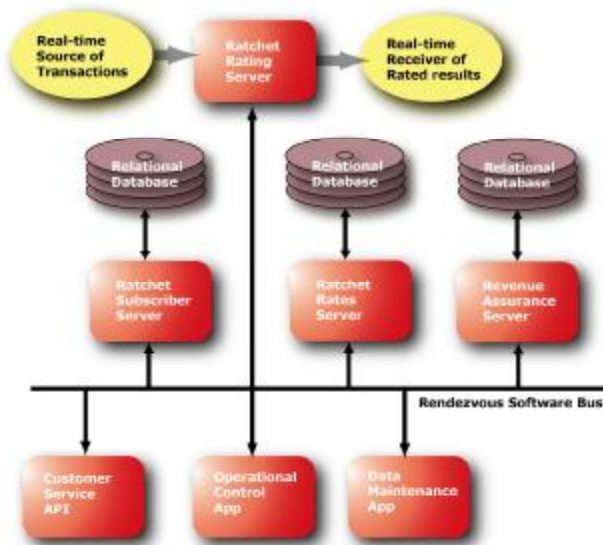 Real-time
Source of
Transactions
Ratchet
Rating
Server
Real-time
Receiver of
Rated results
Relational
Database
Relational
Database
Relational
Database
Ratchet
Subscriber
Server
Ratchet
Rates
Server
Revenue
Assurance
Server
Rendezvous Software Bus
Customer
Service
API
Operational
Control
App
Data
Maintenance
App